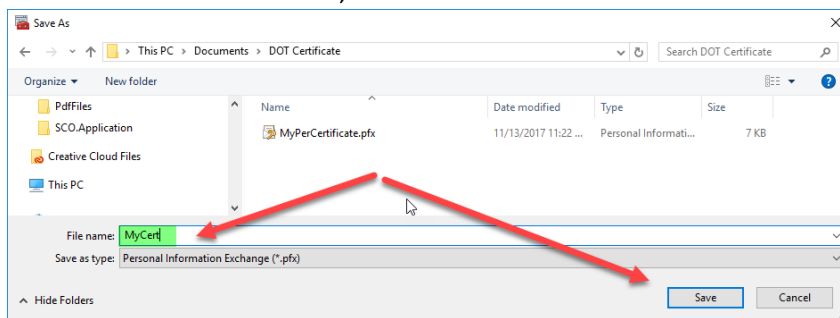 Save As
This PC > Documents > DOT Certificate
Search DOT Certificate
Organize
New folder
PdfFiles
SCO.Application
Creative Cloud Files
This PC
Name
Date modified
Type
Size
MyPerCertificate.pfx
11/13/2017 11:22 ...
Personal Informati...
7 KB
File name: MyCert
Save as type: Personal Information Exchange (*.pfx)
Hide Folders
Save
Cancel